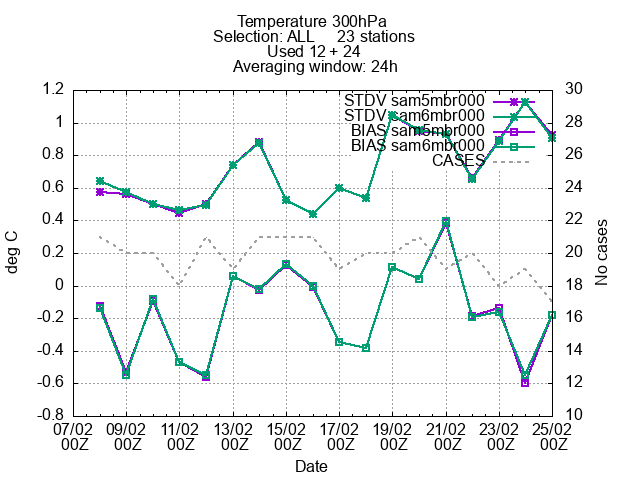 Temperature 300hPa
Selection: ALL 23 stations
Used 12 + 24
Averaging window: 24h
STDV sam5mbr000
STDV sam6mbr000
BIAS sam5mbr000
BIAS sam6mbr000
CASES
deg C
1.2
1
0.8
0.6
0.4
0.2
0
-0.2
-0.4
-0.6
-0.8
No cases
30
28
26
24
22
20
18
16
14
12
10
07/02 09/02 11/02 13/02 15/02 17/02 19/02 21/02 23/02 25/02
00Z 00Z 00Z 00Z 00Z 00Z 00Z 00Z 00Z 00Z
Date